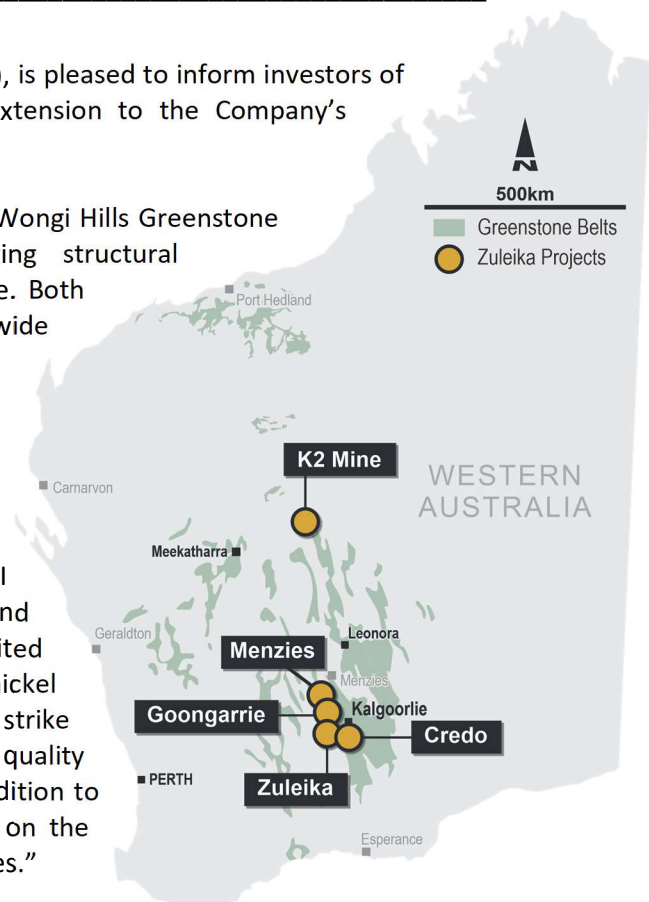 , is pleased to inform investors of
xtension to the Company's
Wongi Hills Greenstone
ing structural
e. Both
wide
nd
ited
nickel
strike
quality
dition to
on the
es.”
N
500km
Greenstone Belts
Zuleika Projects
Port Hedland
K2 Mine
WESTERN
AUSTRALIA
Carnarvon
Meekatharra
Geraldton
Leonora
Menzies
Menzies
Kalgoorlie
Goongarrie
Credo
Zuleika
PERTH
Esperance